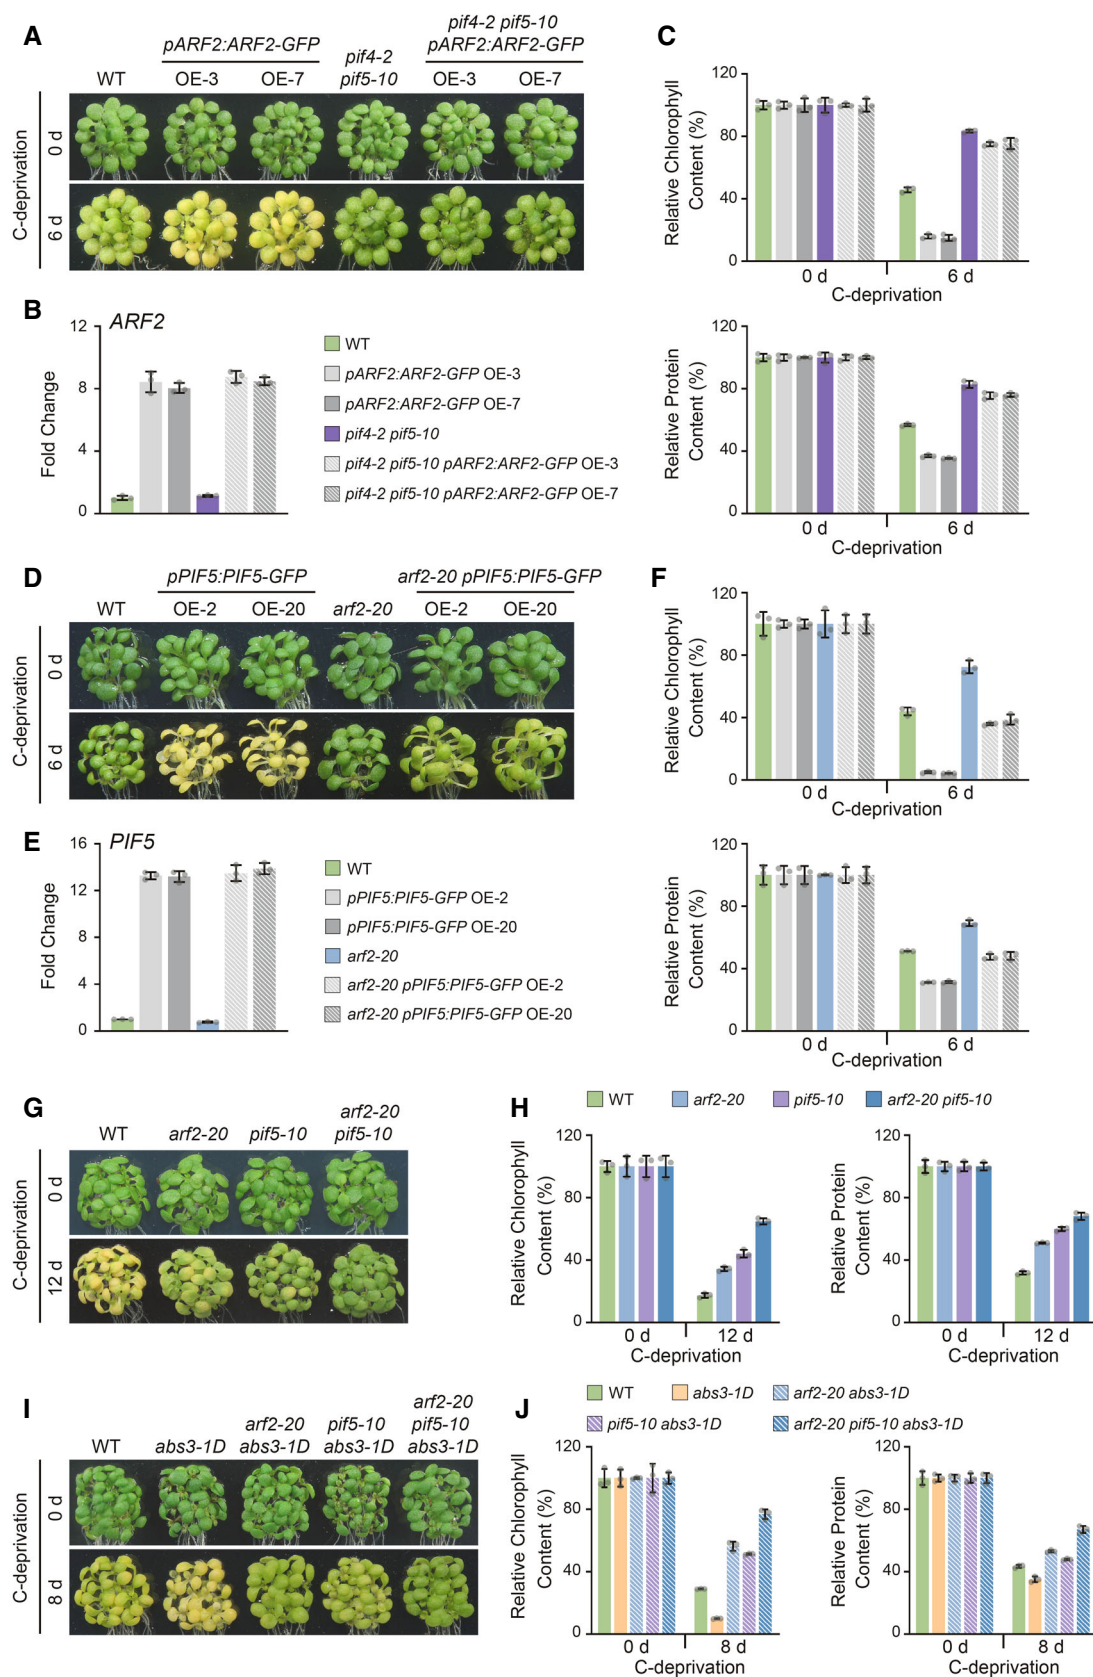 A
pARF2:ARF2-GFP
pif4-2
pif5-10
pif4-2 pif5-10
pARF2:ARF2-GFP
WT
OE-3
OE-7
OE-3
OE-7
C-deprivation
0 d
6 d
B
ARF2
Fold Change
12
8
4
0
WT
pARF2:ARF2-GFP OE-3
pARF2:ARF2-GFP OE-7
pif4-2 pif5-10
pif4-2 pif5-10 pARF2:ARF2-GFP OE-3
pif4-2 pif5-10 pARF2:ARF2-GFP OE-7
C
Relative Chlorophyll
Content (%)
120
80
40
0
0 d
6 d
C-deprivation
Relative Protein
Content (%)
120
80
40
0
0 d
6 d
C-deprivation
D
pPIF5:PIF5-GFP
arf2-20 pPIF5:PIF5-GFP
WT
OE-2
OE-20
arf2-20
OE-2
OE-20
C-deprivation
0 d
6 d
E
PIF5
Fold Change
16
12
8
4
0
WT
pPIF5:PIF5-GFP OE-2
pPIF5:PIF5-GFP OE-20
arf2-20
arf2-20 pPIF5:PIF5-GFP OE-2
arf2-20 pPIF5:PIF5-GFP OE-20
F
Relative Chlorophyll
Content (%)
120
80
40
0
0 d
6 d
C-deprivation
Relative Protein
Content (%)
120
80
40
0
0 d
6 d
C-deprivation
G
WT
arf2-20
pif5-10
arf2-20
pif5-10
C-deprivation
0 d
12 d
H
WT
arf2-20
pif5-10
arf2-20 pif5-10
Relative Chlorophyll
Content (%)
120
80
40
0
0 d
12 d
C-deprivation
Relative Protein
Content (%)
120
80
40
0
0 d
12 d
C-deprivation
I
WT
abs3-1D
arf2-20
abs3-1D
pif5-10
abs3-1D
arf2-20
pif5-10
abs3-1D
C-deprivation
0 d
8 d
J
WT
abs3-1D
arf2-20 abs3-1D
pif5-10 abs3-1D
arf2-20 pif5-10 abs3-1D
Relative Chlorophyll
Content (%)
120
80
40
0
0 d
8 d
C-deprivation
Relative Protein
Content (%)
120
80
40
0
0 d
8 d
C-deprivation